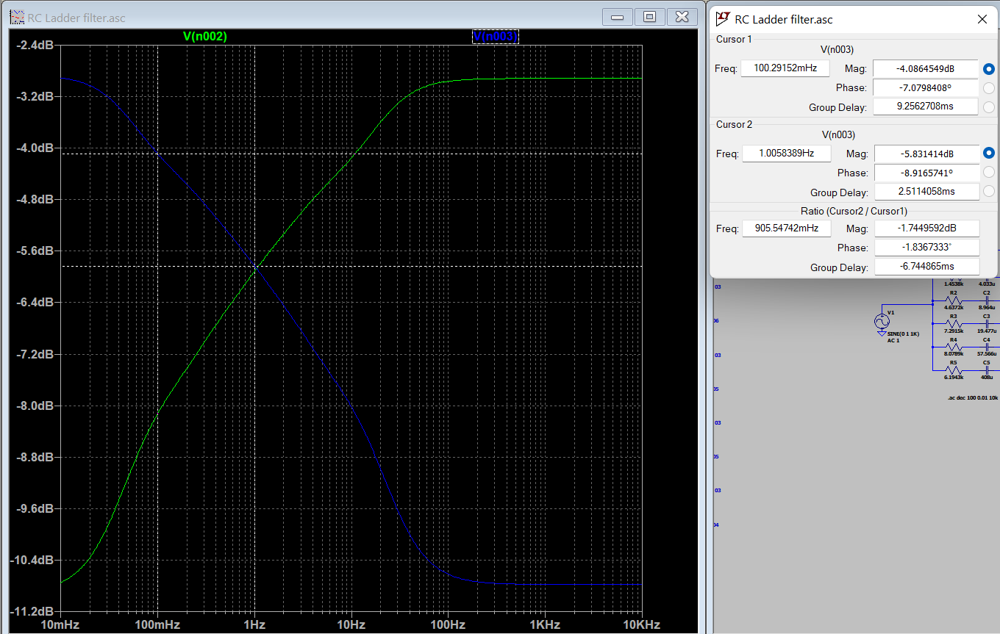 RC Ladder filter.asc
V(n002)
V(n003)
-2.4dB
-3.2dB
-4.0dB
-4.8dB
-5.6dB
-6.4dB
-7.2dB
-8.0dB
-8.8dB
-9.6dB
-10.4dB
-11.2dB
10mHz
100mHz
1Hz
10Hz
100Hz
1KHz
10KHz
RC Ladder filter.asc
Cursor 1
V(n003)
Freq: 100.29152mHz Mag: -4.0864549dB
Phase: -7.0798408°
Group Delay: 9.2562708ms
Cursor 2
V(n003)
Freq: 1.0058389Hz Mag: -5.831414dB
Phase: -8.9165741°
Group Delay: 2.5114058ms
Ratio (Cursor2 / Cursor1)
Freq: 905.54742mHz Mag: -1.7449592dB
Phase: -1.8367333°
Group Delay: -6.744865ms
03
06
03
05
03
05
03
04
1.4538k 4.033u
R2 C2
4.6372k 8.964u
R3 C3
7.2915k 19.477u
R4 C4
8.0789k 57.566u
R5 C5
6.1943k 408u
V1
SINE(0 1 1K)
AC 1
.ac dec 100 0.01 10k